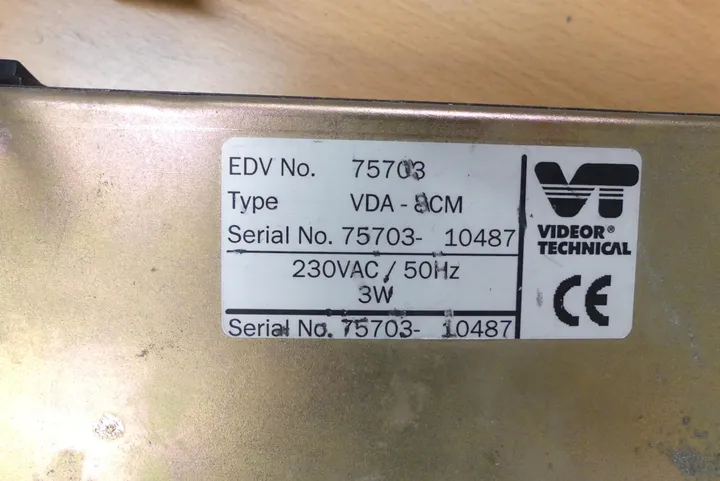 EDV No. 75703
Type VDA - 8CM
Serial No. 75703- 10487
230VAC / 50Hz
3W
Serial No. 75703- 10487
VT
VIDEOR®
TECHNICAL
CE